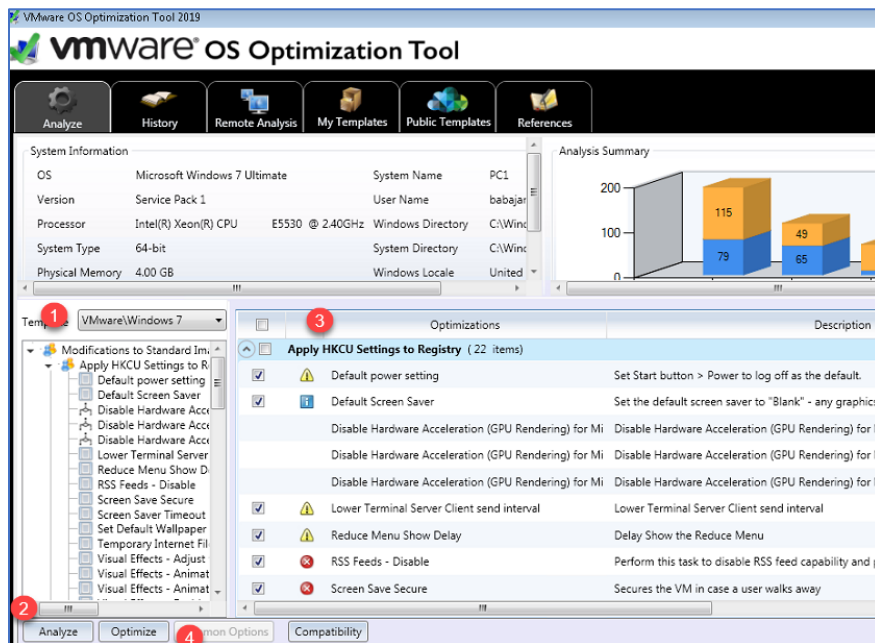 VMware OS Optimization Tool 2019
vmware® OS Optimization Tool
Analyze History Remote Analysis My Templates Public Templates References
System Information
OS Microsoft Windows 7 Ultimate System Name PC1
Version Service Pack 1 User Name babajar
Processor Intel(R) Xeon(R) CPU E5530 @ 2.40GHz Windows Directory C:\Wind
System Type 64-bit System Directory C:\Wind
Physical Memory 4.00 GB Windows Locale United
Analysis Summary
200
100
0
115
79
49
65
1
VMware\Windows 7
Modifications to Standard Ima
Apply HKCU Settings to R
Default power setting
Default Screen Saver
Disable Hardware Acce
Disable Hardware Acce
Disable Hardware Acce
Lower Terminal Server
Reduce Menu Show D
RSS Feeds - Disable
Screen Save Secure
Screen Saver Timeout
Set Default Wallpaper
Temporary Internet Fil
Visual Effects - Adjust
Visual Effects - Animat
Visual Effects - Animat
3
Optimizations Description
Apply HKCU Settings to Registry (22 items)
Default power setting Set Start button > Power to log off as the default.
Default Screen Saver Set the default screen saver to "Blank" - any graphics
Disable Hardware Acceleration (GPU Rendering) for Mi Disable Hardware Acceleration (GPU Rendering) for
Disable Hardware Acceleration (GPU Rendering) for Mi Disable Hardware Acceleration (GPU Rendering) for
Disable Hardware Acceleration (GPU Rendering) for Mi Disable Hardware Acceleration (GPU Rendering) for
Lower Terminal Server Client send interval Lower Terminal Server Client send interval
Reduce Menu Show Delay Delay Show the Reduce Menu
RSS Feeds - Disable Perform this task to disable RSS feed capability and
Screen Save Secure Secures the VM in case a user walks away
2
4
Analyze Optimize mon Options Compatibility